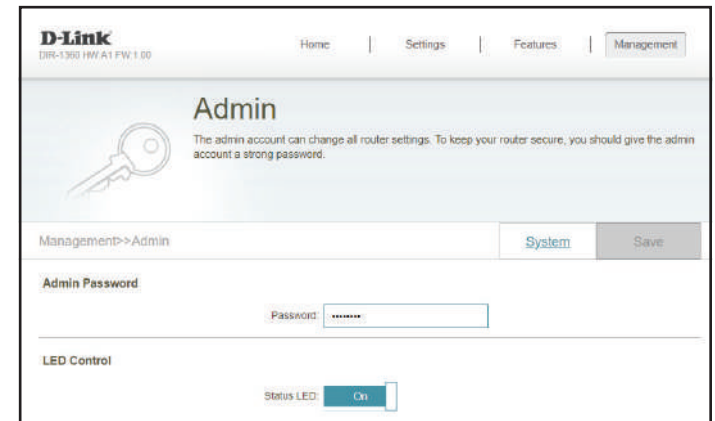 D-Link
DIR-1360 HW:A1 FW:1.00
Home | Settings | Features | Management
Admin
The admin account can change all router settings. To keep your router secure, you should give the admin
account a strong password.
Management>>Admin
System
Save
Admin Password
Password: ••••••••
LED Control
Status LED: On